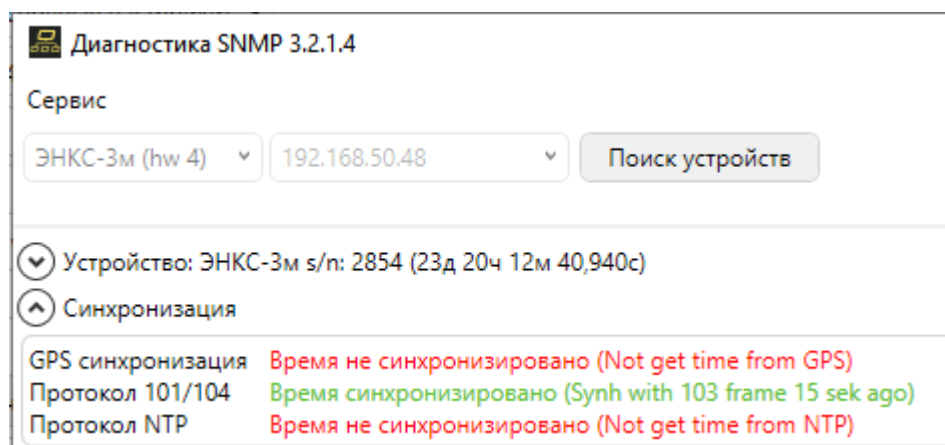 Диагностика SNMP 3.2.1.4
Сервис
ЭНКС-3м (hw 4) 192.168.50.48 Поиск устройств
Устройство: ЭНКС-3м s/n: 2854 (23д 20ч 12м 40,940с)
Синхронизация
GPS синхронизация Время не синхронизировано (Not get time from GPS)
Протокол 101/104 Время синхронизировано (Synh with 103 frame 15 sek ago)
Протокол NTP Время не синхронизировано (Not get time from NTP)